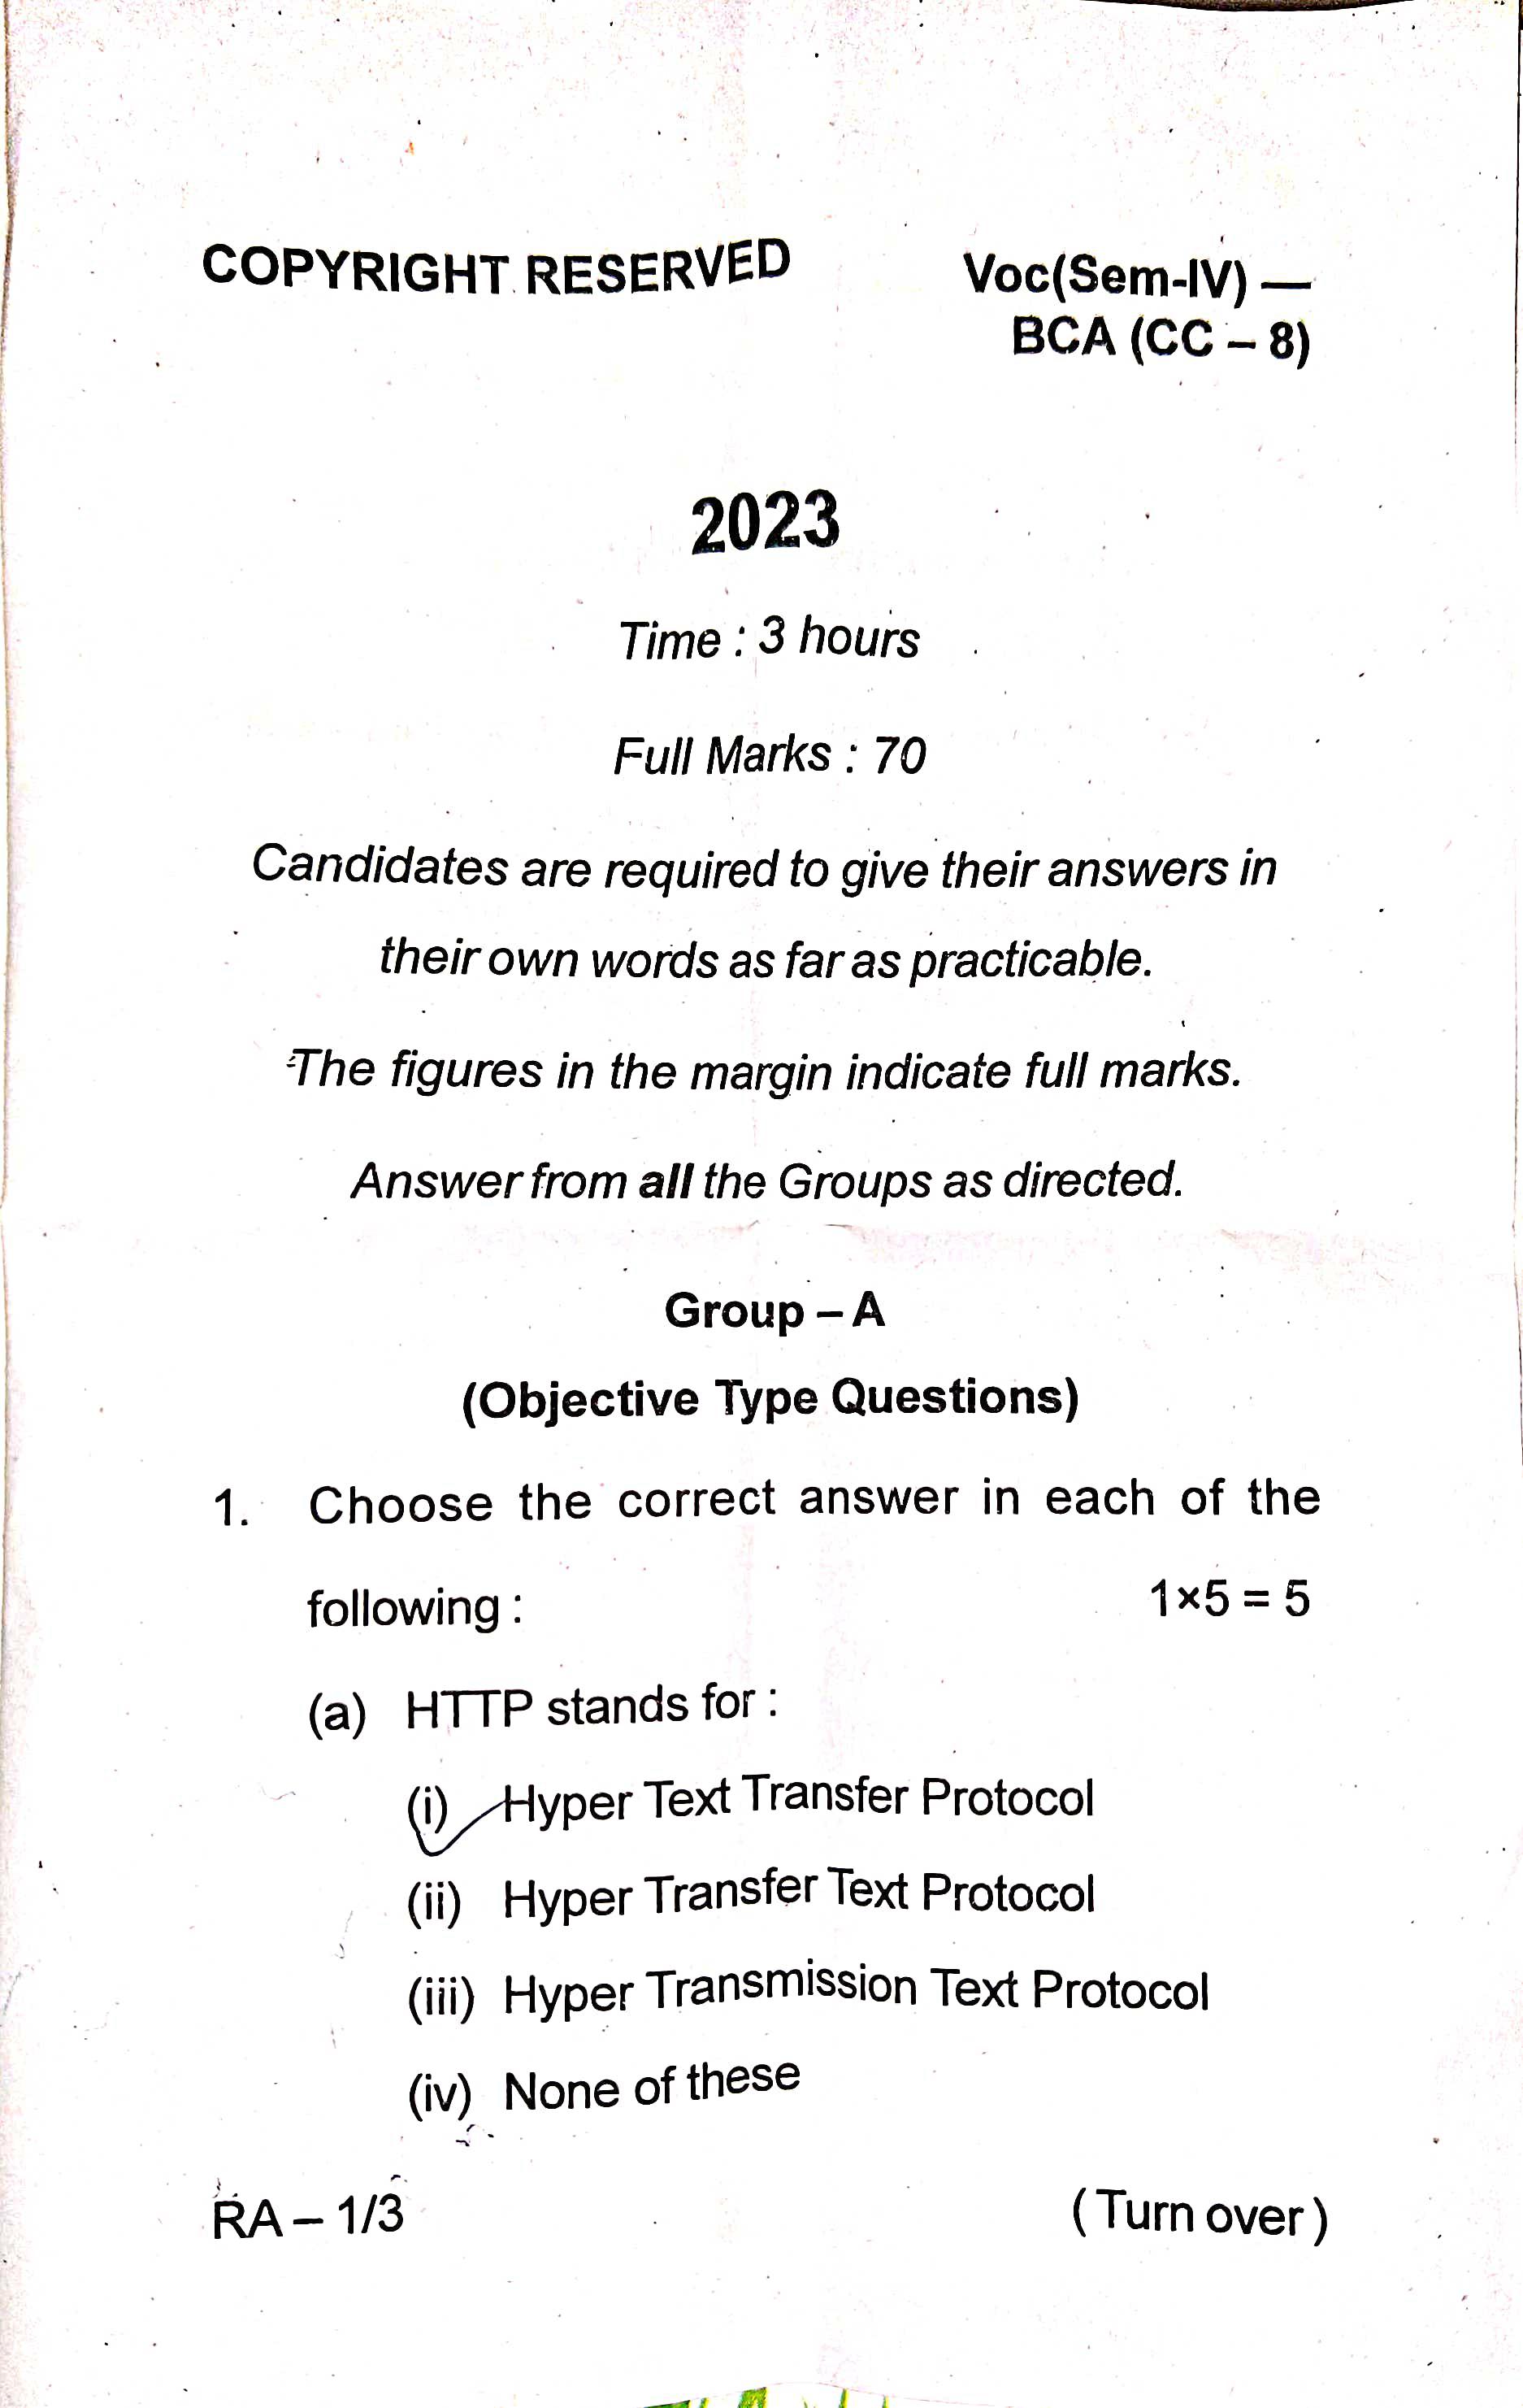 COPYRIGHT RESERVED
Voc(Sem-IV) —
BCA (CC – 8)
2023
Time : 3 hours
Full Marks : 70
Candidates are required to give their answers in
their own words as far as practicable.
The figures in the margin indicate full marks.
Answer from all the Groups as directed.
Group – A
(Objective Type Questions)
1. Choose the correct answer in each of the
following : 1×5 = 5
(a) HTTP stands for :
(i) Hyper Text Transfer Protocol
(ii) Hyper Transfer Text Protocol
(iii) Hyper Transmission Text Protocol
(iv) None of these
RA – 1/3 ( Turn over )